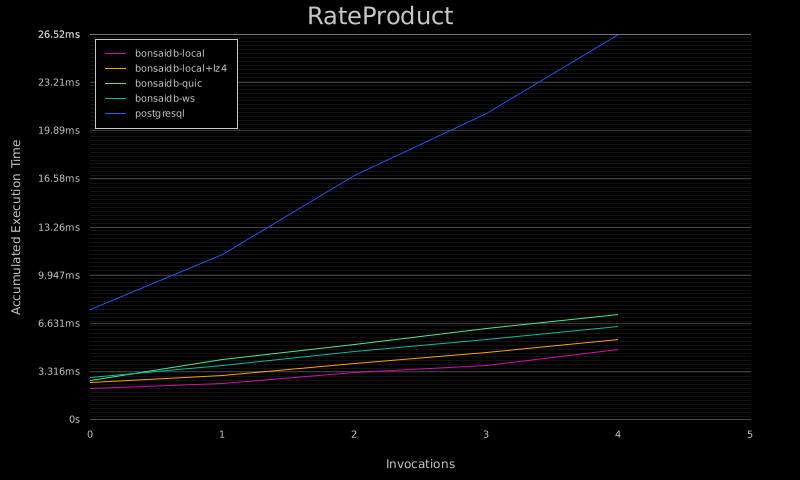 RateProduct
26.52ms
23.21ms
19.89ms
16.58ms
13.26ms
9.947ms
6.631ms
3.316ms
0s
bonsaidb-local
bonsaidb-local+lz4
bonsaidb-quic
bonsaidb-ws
postgresql
Accumulated Execution Time
0 1 2 3 4 5
Invocations